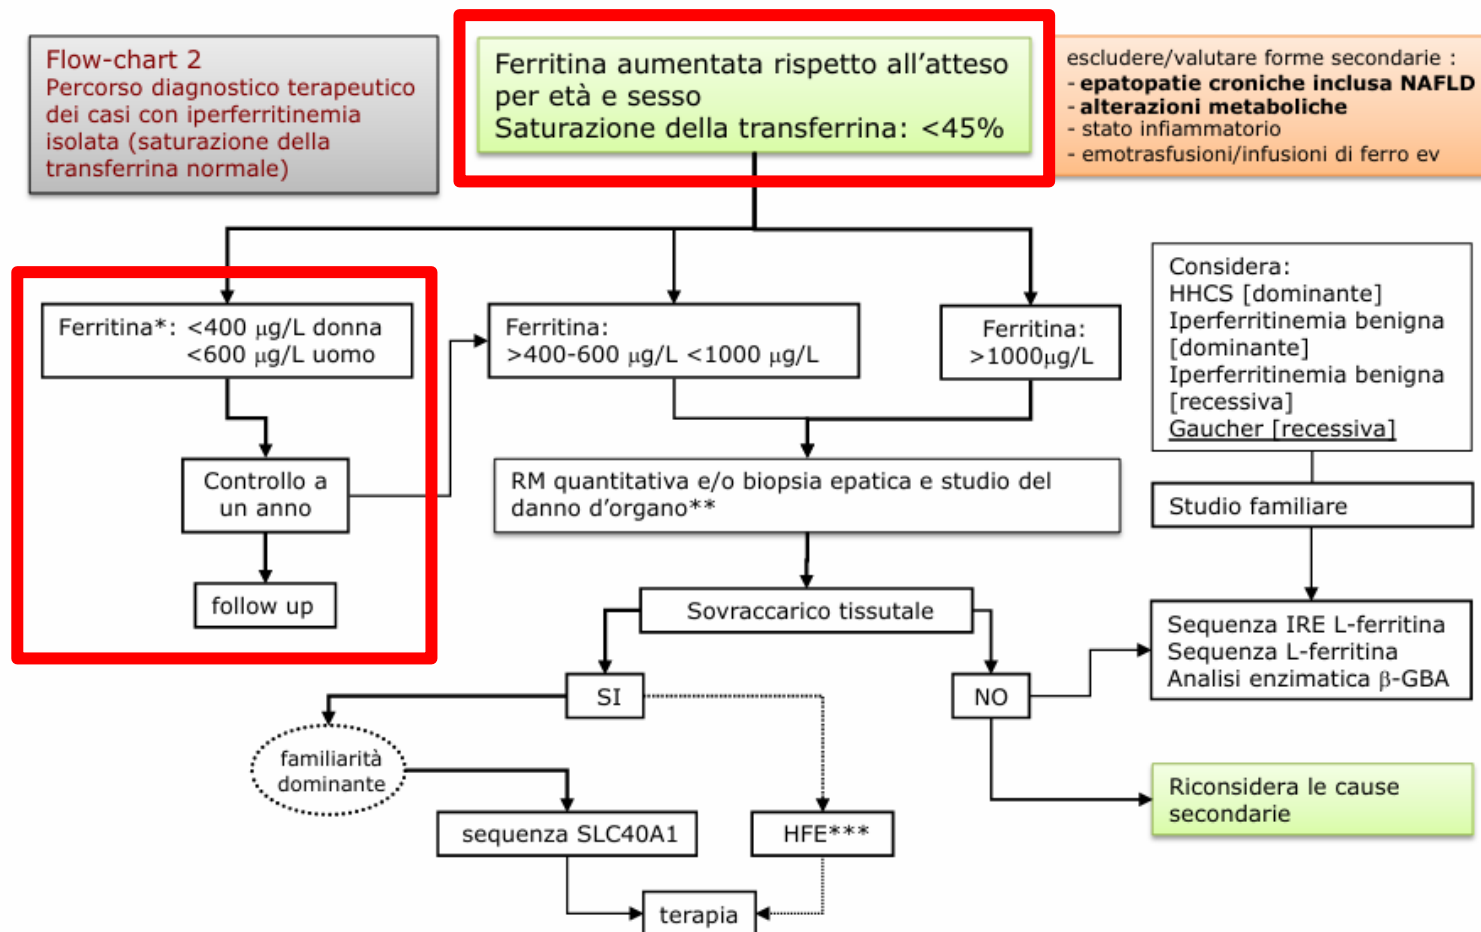 Flow-chart 2
Percorso diagnostico terapeutico
dei casi con iperferritinemia
isolata (saturazione della
transferrina normale)
Ferritina aumentata rispetto all'atteso
per età e sesso
Saturazione della transferrina: <45%
escludere/valutare forme secondarie :
- epatopatie croniche inclusa NAFLD
- alterazioni metaboliche
- stato infiammatorio
- emotrasfusioni/infusioni di ferro ev
Ferritina*: <400 μg/L donna
<600 μg/L uomo
Ferritina:
>400-600 μg/L <1000 μg/L
Ferritina:
>1000μg/L
Considera:
HHCS [dominante]
Iperferritinemia benigna
[dominante]
Iperferritinemia benigna
[recessiva]
Gaucher [recessiva]
Controllo a
un anno
RM quantitativa e/o biopsia epatica e studio del
danno d'organo**
Studio familiare
follow up
Sovraccarico tissutale
Sequenza IRE L-ferritina
Sequenza L-ferritina
Analisi enzimatica β-GBA
SI
NO
familiarità
dominante
Riconsidera le cause
secondarie
sequenza SLC40A1
HFE***
terapia